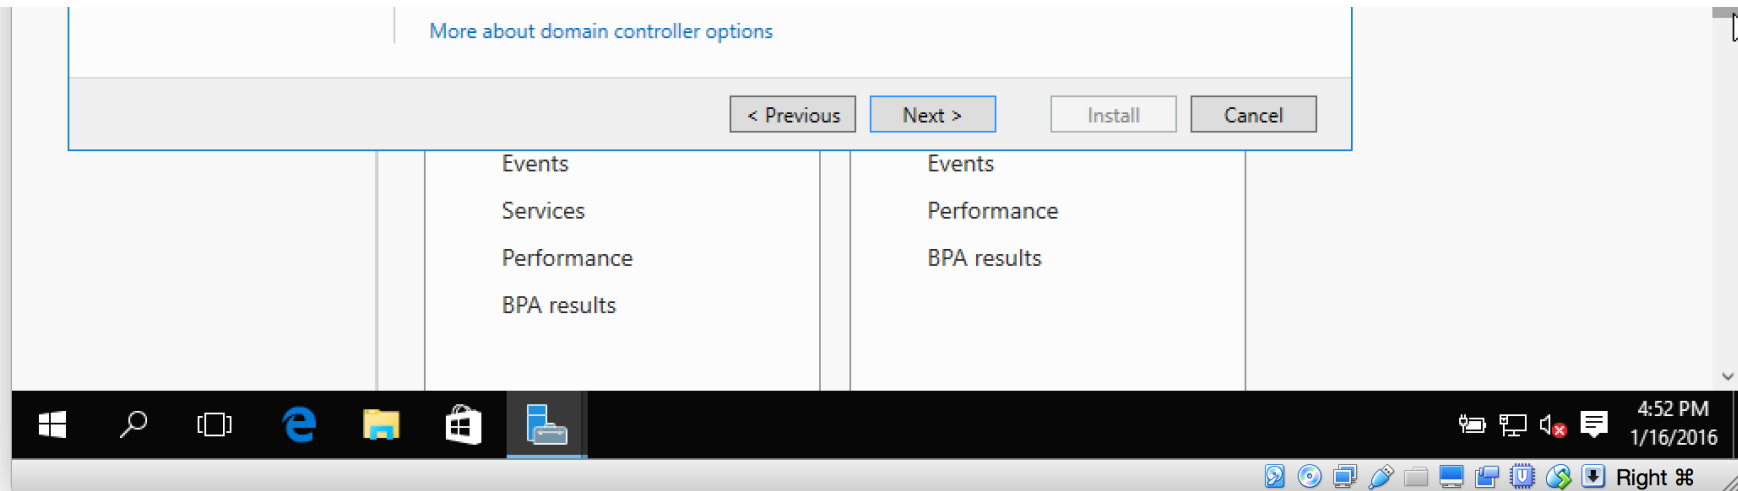 More about domain controller options
< Previous Next > Install Cancel
Events Events
Services Performance
Performance BPA results
BPA results
4:52 PM
1/16/2016
Right ⌘